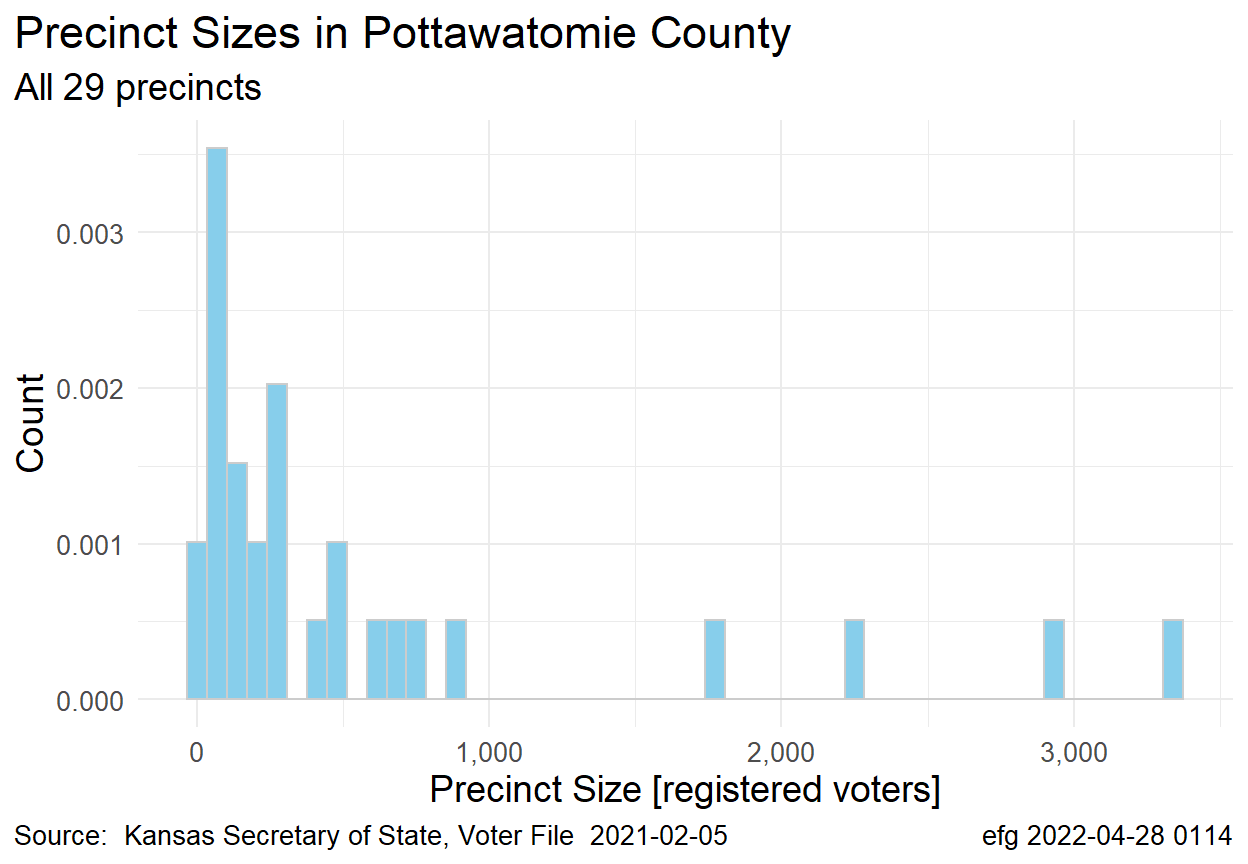 Precinct Sizes in Pottawatomie County
All 29 precincts
Count
0.003
0.002
0.001
0.000
0 1,000 2,000 3,000
Precinct Size [registered voters]
Source:  Kansas Secretary of State, Voter File  2021-02-05 efg 2022-04-28 0114